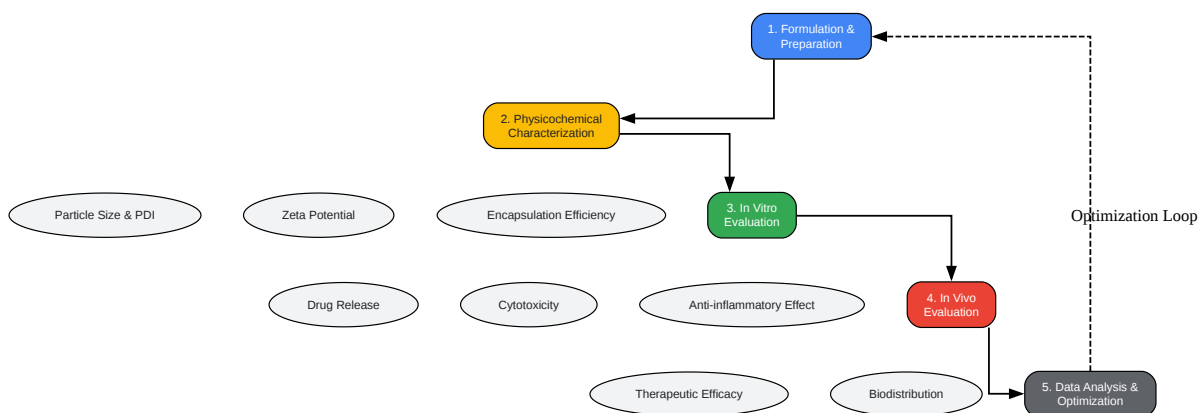 1. Formulation &
Preparation
2. Physicochemical
Characterization
Particle Size & PDI
Zeta Potential
Encapsulation Efficiency
3. In Vitro
Evaluation
Optimization Loop
Drug Release
Cytotoxicity
Anti-inflammatory Effect
4. In Vivo
Evaluation
Therapeutic Efficacy
Biodistribution
5. Data Analysis &
Optimization